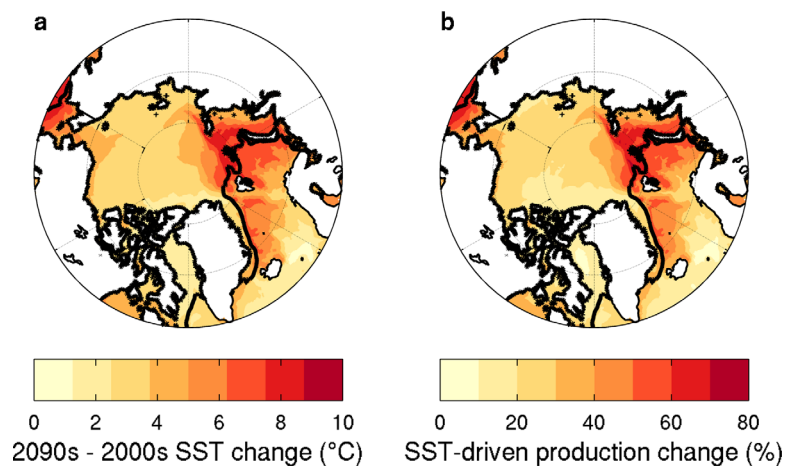 a b
0 2 4 6 8 10 0 20 40 60 80
2090s - 2000s SST change (°C) SST-driven production change (%)